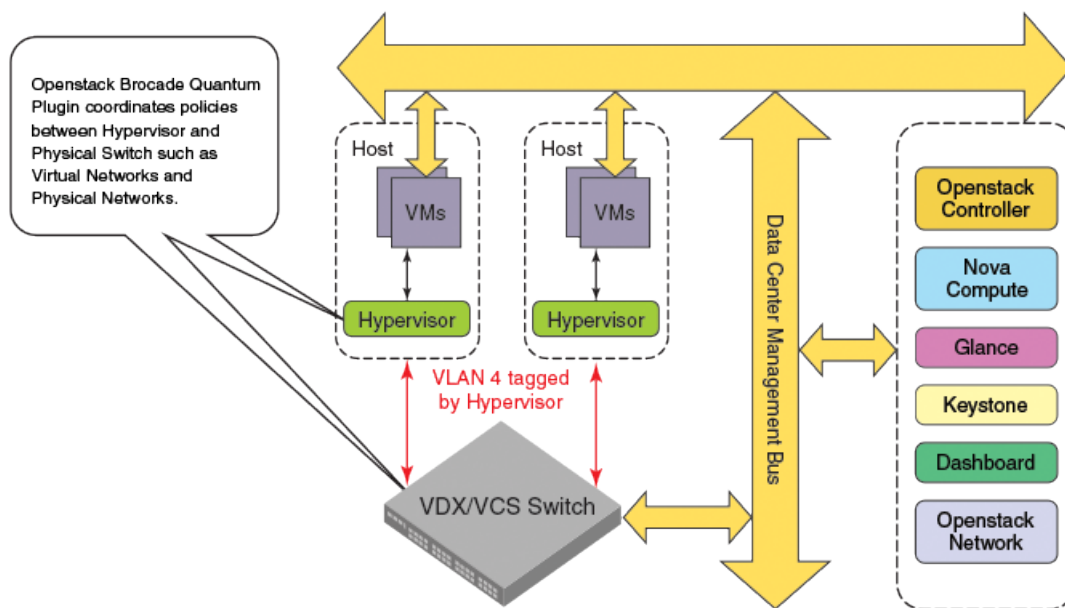 Openstack Brocade Quantum
Plugin coordinates policies
between Hypervisor and
Physical Switch such as
Virtual Networks and
Physical Networks.
Host
VMs
Hypervisor
Host
VMs
Hypervisor
VLAN 4 tagged
by Hypervisor
VDX/VCS Switch
Data Center Management Bus
Openstack
Controller
Nova
Compute
Glance
Keystone
Dashboard
Openstack
Network